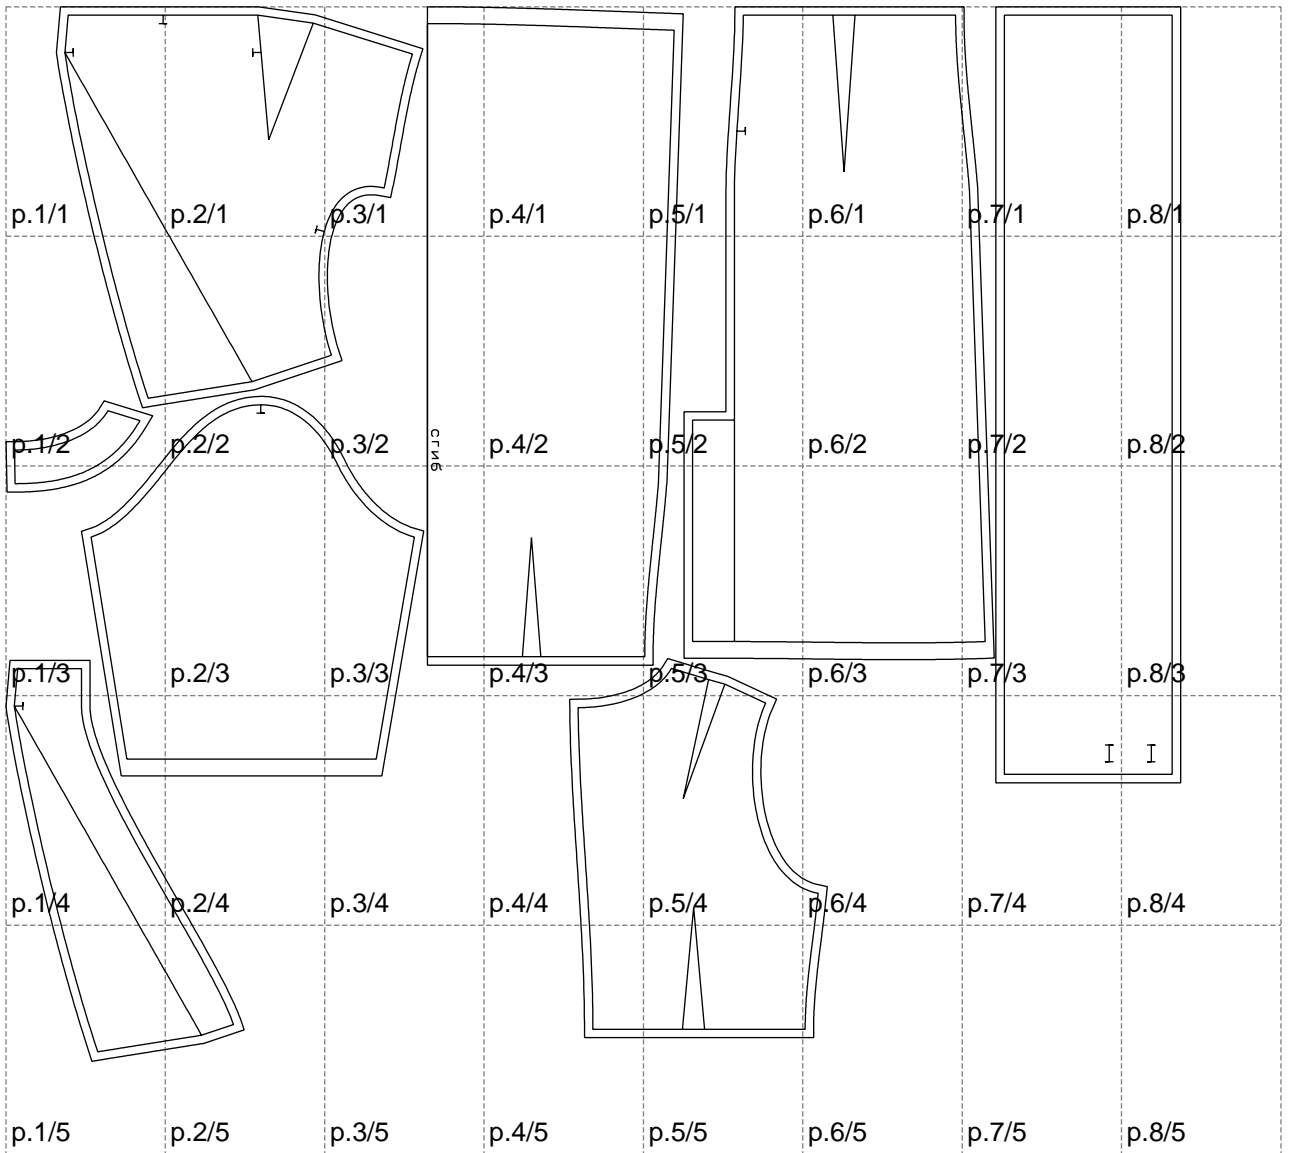 p.1/1 p.2/1 p.3/1 p.4/1 p.5/1 p.6/1 p.7/1 p.8/1
сгиб
p.1/2 p.2/2 p.3/2 p.4/2 p.5/2 p.6/2 p.7/2 p.8/2
p.1/3 p.2/3 p.3/3 p.4/3 p.5/3 p.6/3 p.7/3 p.8/3
p.1/4 p.2/4 p.3/4 p.4/4 p.5/4 p.6/4 p.7/4 p.8/4
p.1/5 p.2/5 p.3/5 p.4/5 p.5/5 p.6/5 p.7/5 p.8/5